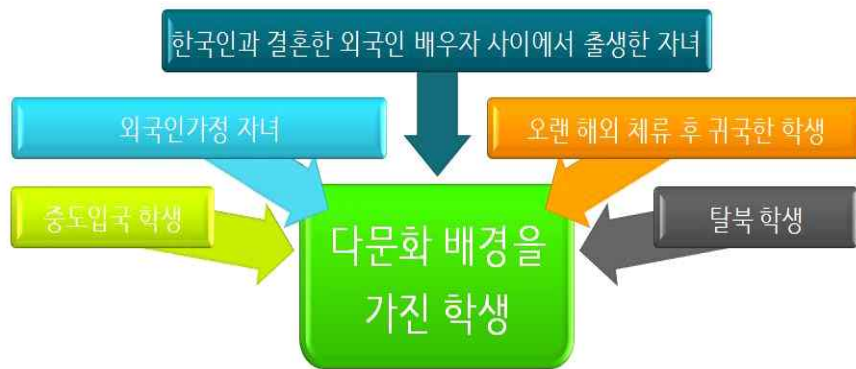 한국인과 결혼한 외국인 배우자 사이에서 출생한 자녀
외국인가정 자녀
오랜 해외 체류 후 귀국한 학생
중도입국 학생
탈북 학생
다문화 배경을
가진 학생